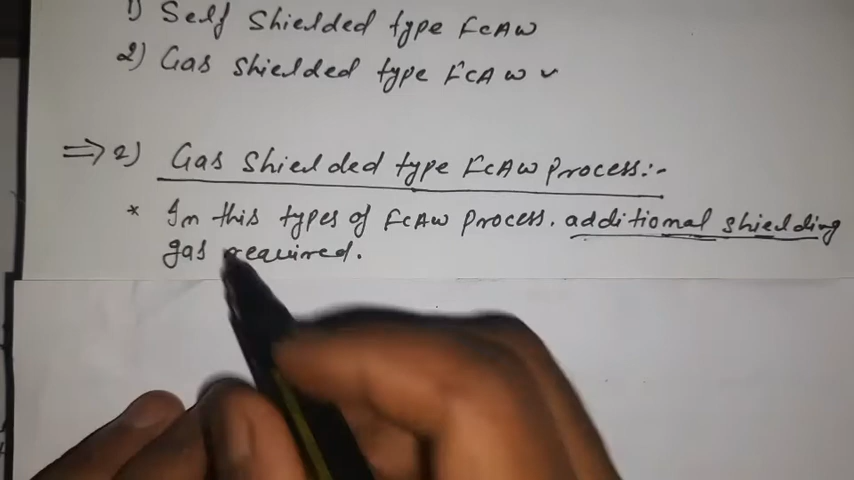 1) Self Shielded type FCAW
2) Gas shielded type FCAW ✓
⇒ 2) Gas Shielded type FCAW Process:-
* In this types of FCAW Process. additional shielding
gas required.